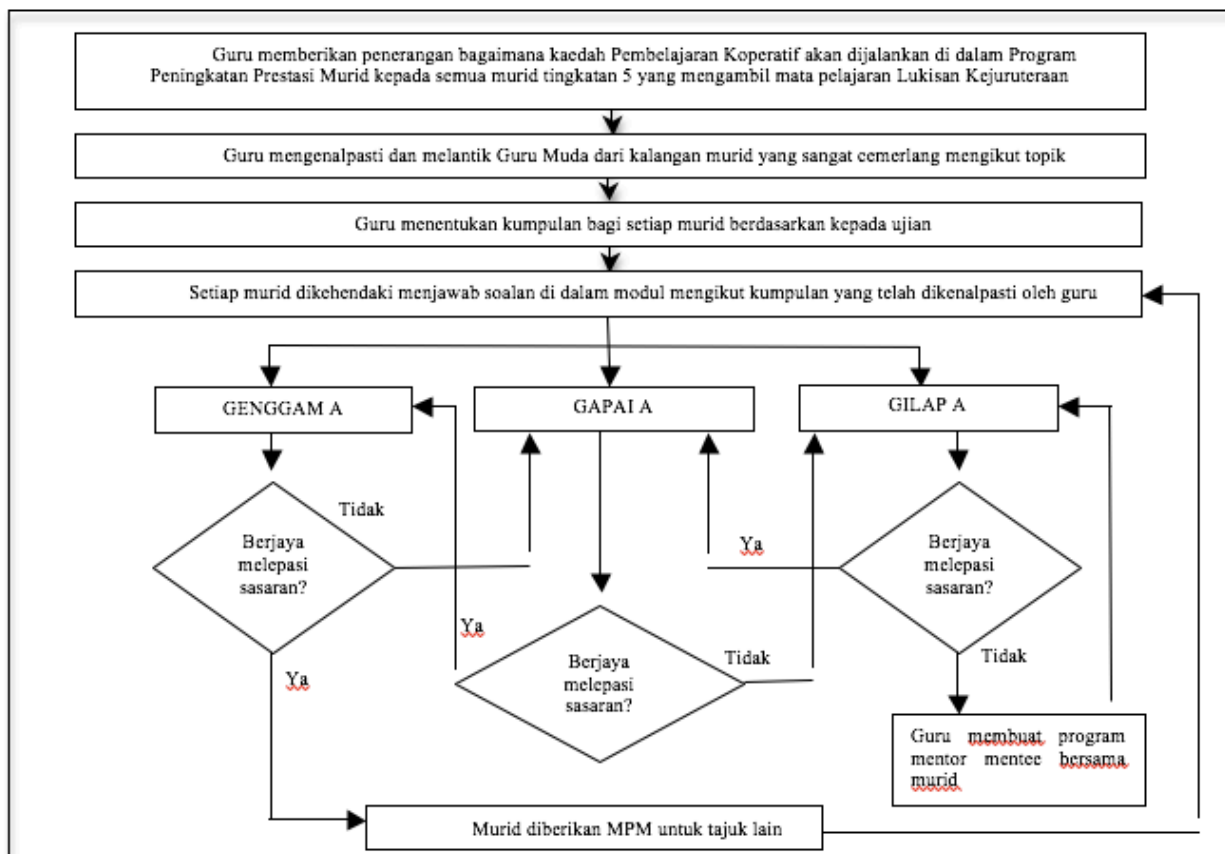 Guru memberikan penerangan bagaimana kaedah Pembelajaran Koperatif akan dijalankan di dalam Program
Peningkatan Prestasi Murid kepada semua murid tingkatan 5 yang mengambil mata pelajaran Lukisan Kejuruteraan
Guru mengenalpasti dan melantik Guru Muda dari kalangan murid yang sangat cemerlang mengikut topik
Guru menentukan kumpulan bagi setiap murid berdasarkan kepada ujian
Setiap murid dikehendaki menjawab soalan di dalam modul mengikut kumpulan yang telah dikenalpasti oleh guru
GENGGAM A
GAPAI A
GILAP A
Berjaya
melepasi
sasaran?
Tidak
Ya
Berjaya
melepasi
sasaran?
Ya
Tidak
Berjaya
melepasi
sasaran?
Ya
Tidak
Guru membuat program
mentor mentee bersama
murid
Murid diberikan MPM untuk tajuk lain